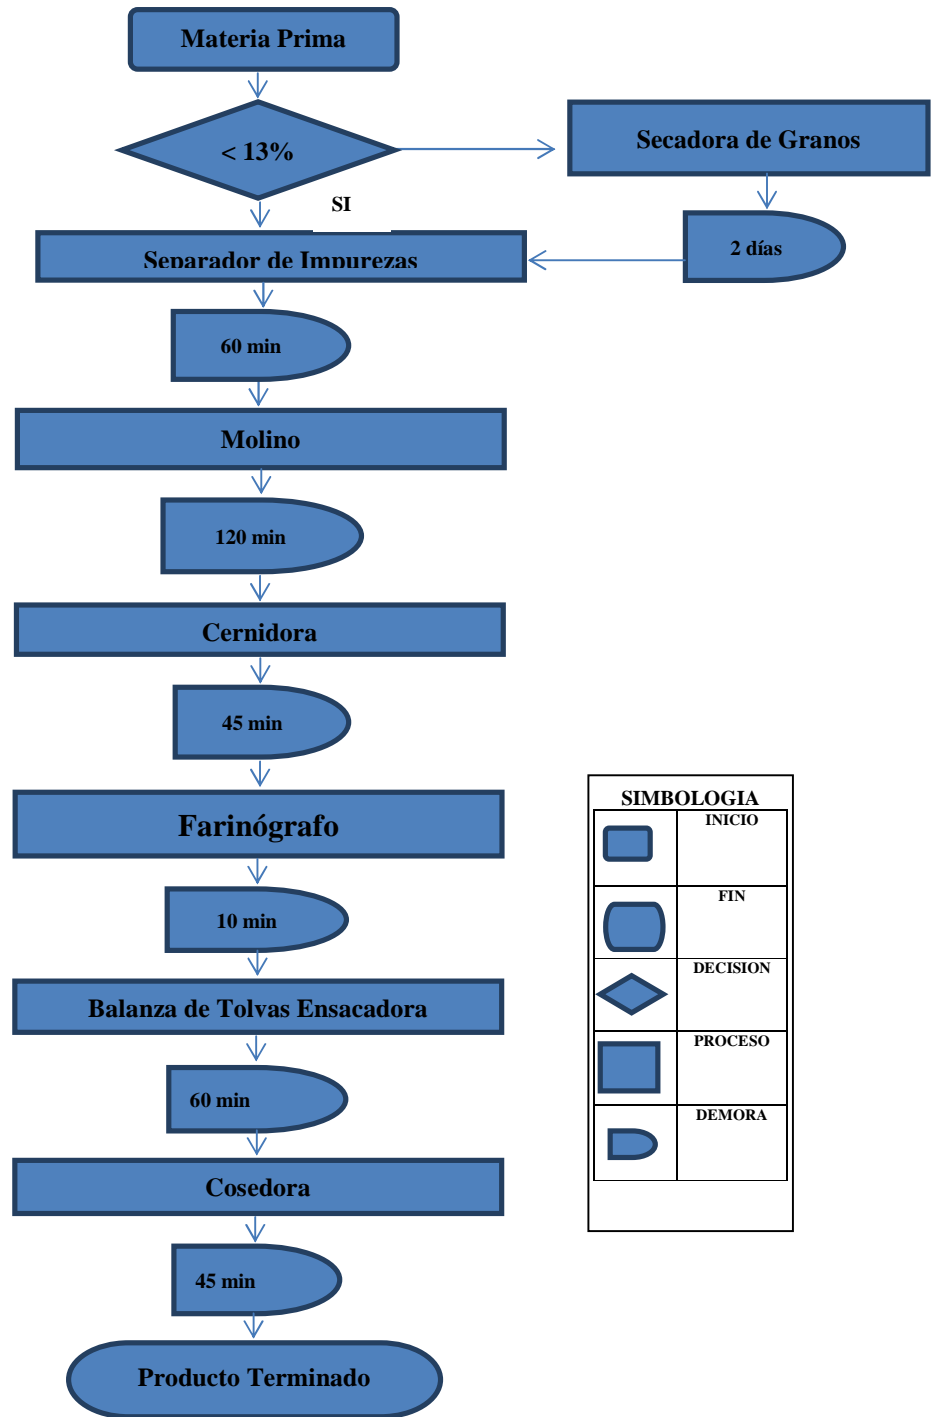 Materia Prima
< 13%
Secadora de Granos
SI
2 días
Separador de Impurezas
60 min
Molino
120 min
Cernidora
45 min
Farinógrafo
10 min
Balanza de Tolvas Ensacadora
60 min
Cosedora
45 min
Producto Terminado
SIMBOLOGIA
INICIO
FIN
DECISION
PROCESO
DEMORA